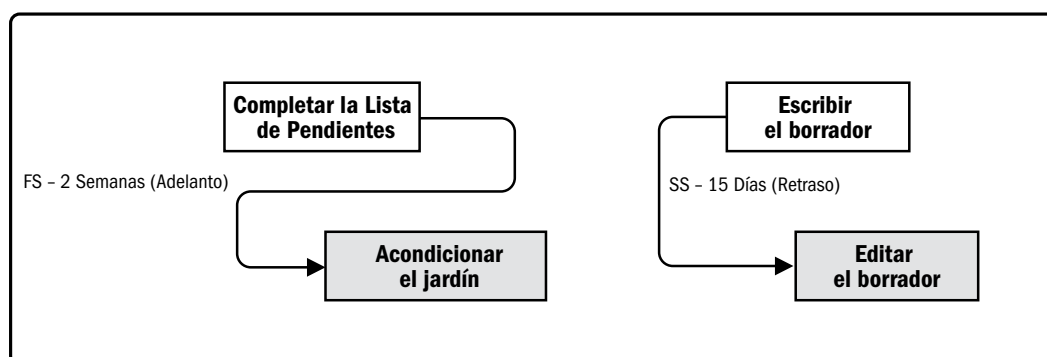 Completar la Lista
de Pendientes
FS – 2 Semanas (Adelanto)
Acondicionar
el jardín
Escribir
el borrador
SS – 15 Días (Retraso)
Editar
el borrador